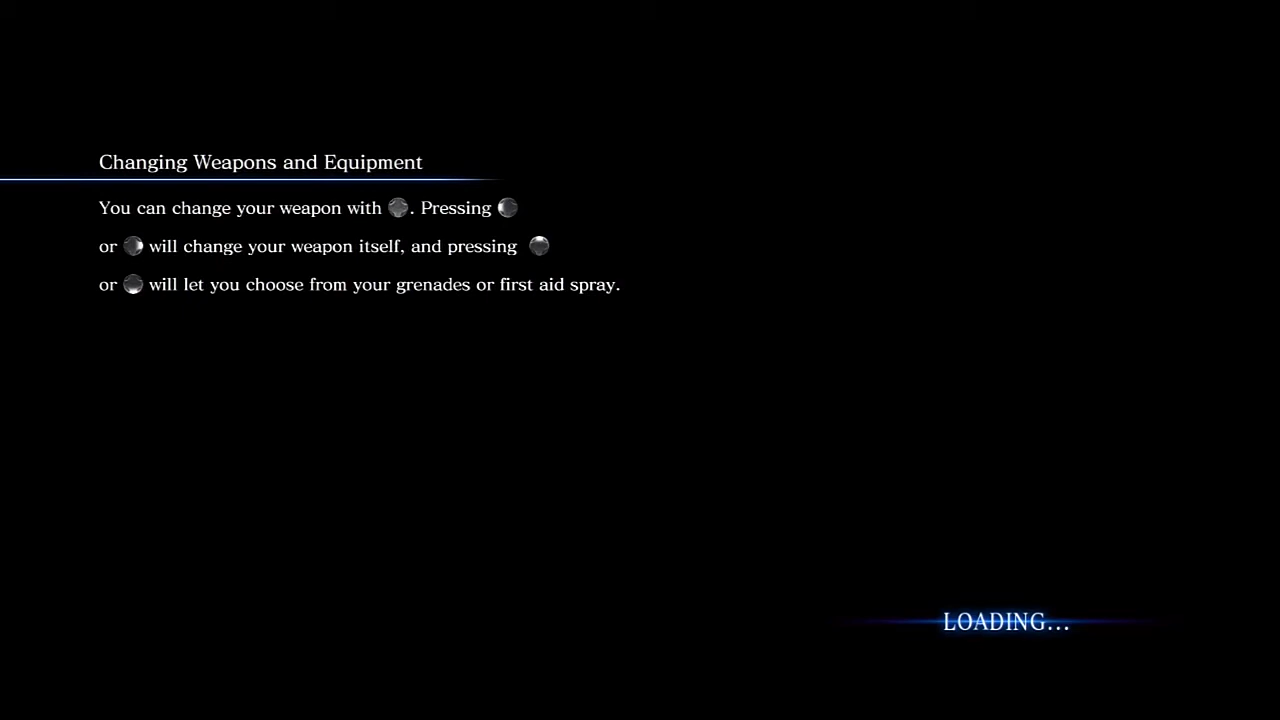 Changing Weapons and Equipment
You can change your weapon with . Pressing
or will change your weapon itself, and pressing
or will let you choose from your grenades or first aid spray.
LOADING...